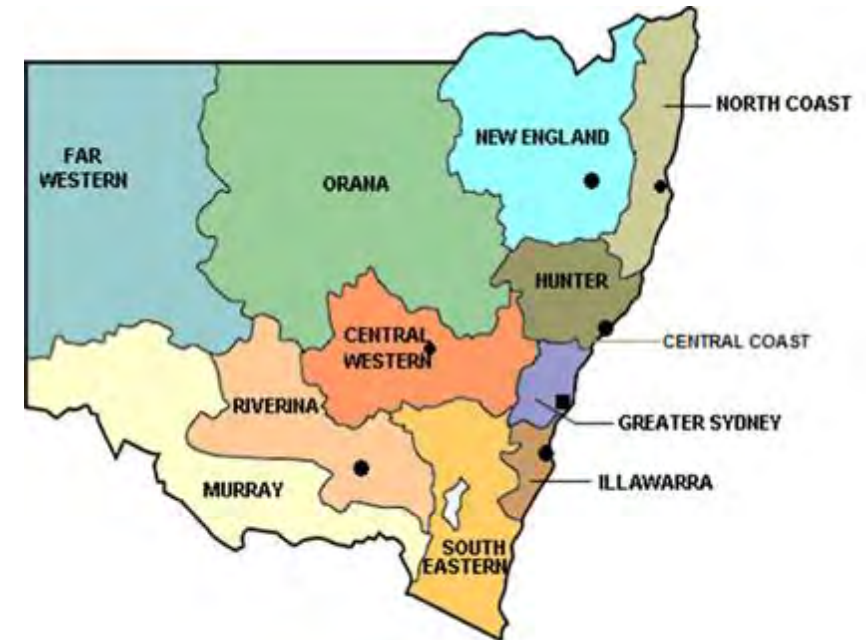 NORTH COAST
NEW ENGLAND
FAR
WESTERN
ORANA
HUNTER
CENTRAL
WESTERN
CENTRAL COAST
RIVERINA
GREATER SYDNEY
MURRAY
ILLAWARRA
SOUTH
EASTERN